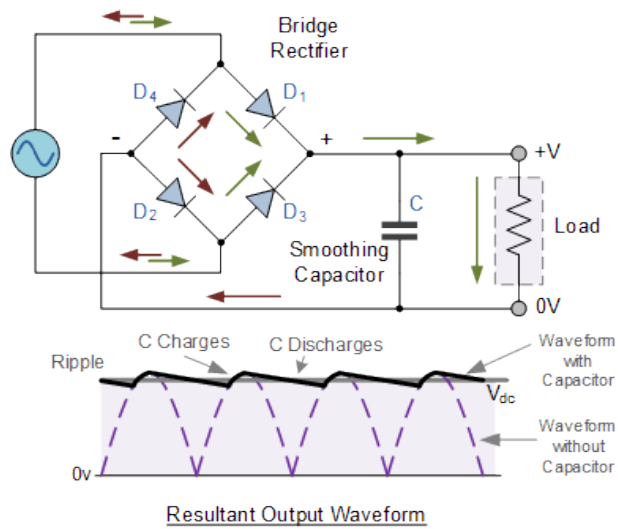 Bridge
Rectifier
D4
D1
-
+
+V
D2
D3
C
Smoothing
Capacitor
Load
0V
Ripple
C Charges
C Discharges
Waveform
with
Capacitor
Vdc
Waveform
without
Capacitor
0v
Resultant Output Waveform